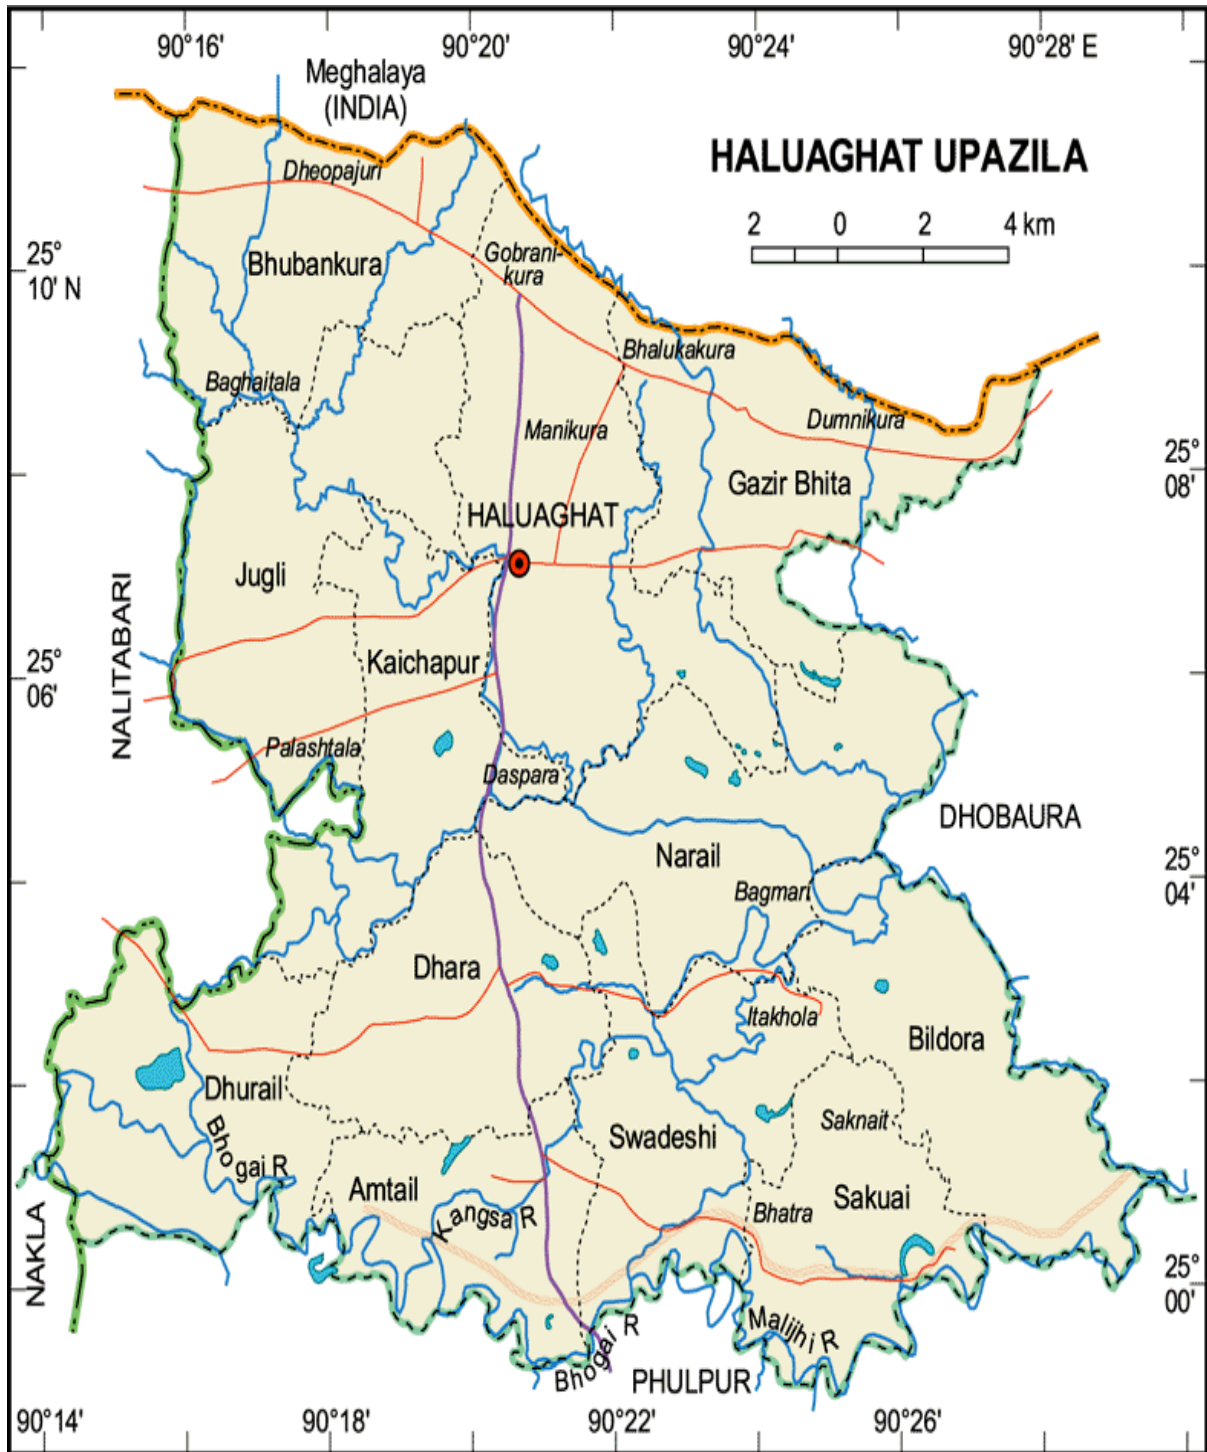 90°16'
90°20'
90°24'
90°28' E
Meghalaya
(INDIA)
HALUAGHAT UPAZILA
2 0 2 4 km
Dheopajuri
25°
10' N
Bhubankura
Gobrani-
kura
Bhalukakura
Baghaitala
Manikura
Dumnikura
25°
08'
Gazir Bhita
HALUAGHAT
Jugli
NALITABARI
Kaichapur
25°
06'
Palashtala
Daspara
DHOBAURA
Narail
25°
04'
Bagmari
Dhara
Itakhola
Bildora
Dhurail
Saknait
Swadeshi
Bhogai R
Amtail
Sakuai
Kangsa R
Bhatra
NAKLA
25°
00'
Malijhi R
Bhogai R
PHULPUR
90°14'
90°18'
90°22'
90°26'